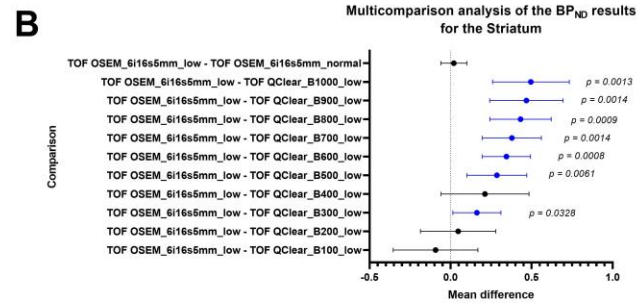 B
Multicomparison analysis of the BP_ND results
for the Striatum
Comparison
TOF OSEM_6i16s5mm_low - TOF OSEM_6i16s5mm_normal
TOF OSEM_6i16s5mm_low - TOF QClear_B1000_low
p = 0.0013
TOF OSEM_6i16s5mm_low - TOF QClear_B900_low
p = 0.0014
TOF OSEM_6i16s5mm_low - TOF QClear_B800_low
p = 0.0009
TOF OSEM_6i16s5mm_low - TOF QClear_B700_low
p = 0.0014
TOF OSEM_6i16s5mm_low - TOF QClear_B600_low
p = 0.0008
TOF OSEM_6i16s5mm_low - TOF QClear_B500_low
p = 0.0061
TOF OSEM_6i16s5mm_low - TOF QClear_B400_low
TOF OSEM_6i16s5mm_low - TOF QClear_B300_low
p = 0.0328
TOF OSEM_6i16s5mm_low - TOF QClear_B200_low
TOF OSEM_6i16s5mm_low - TOF QClear_B100_low
-0.5 0.0 0.5 1.0
Mean difference